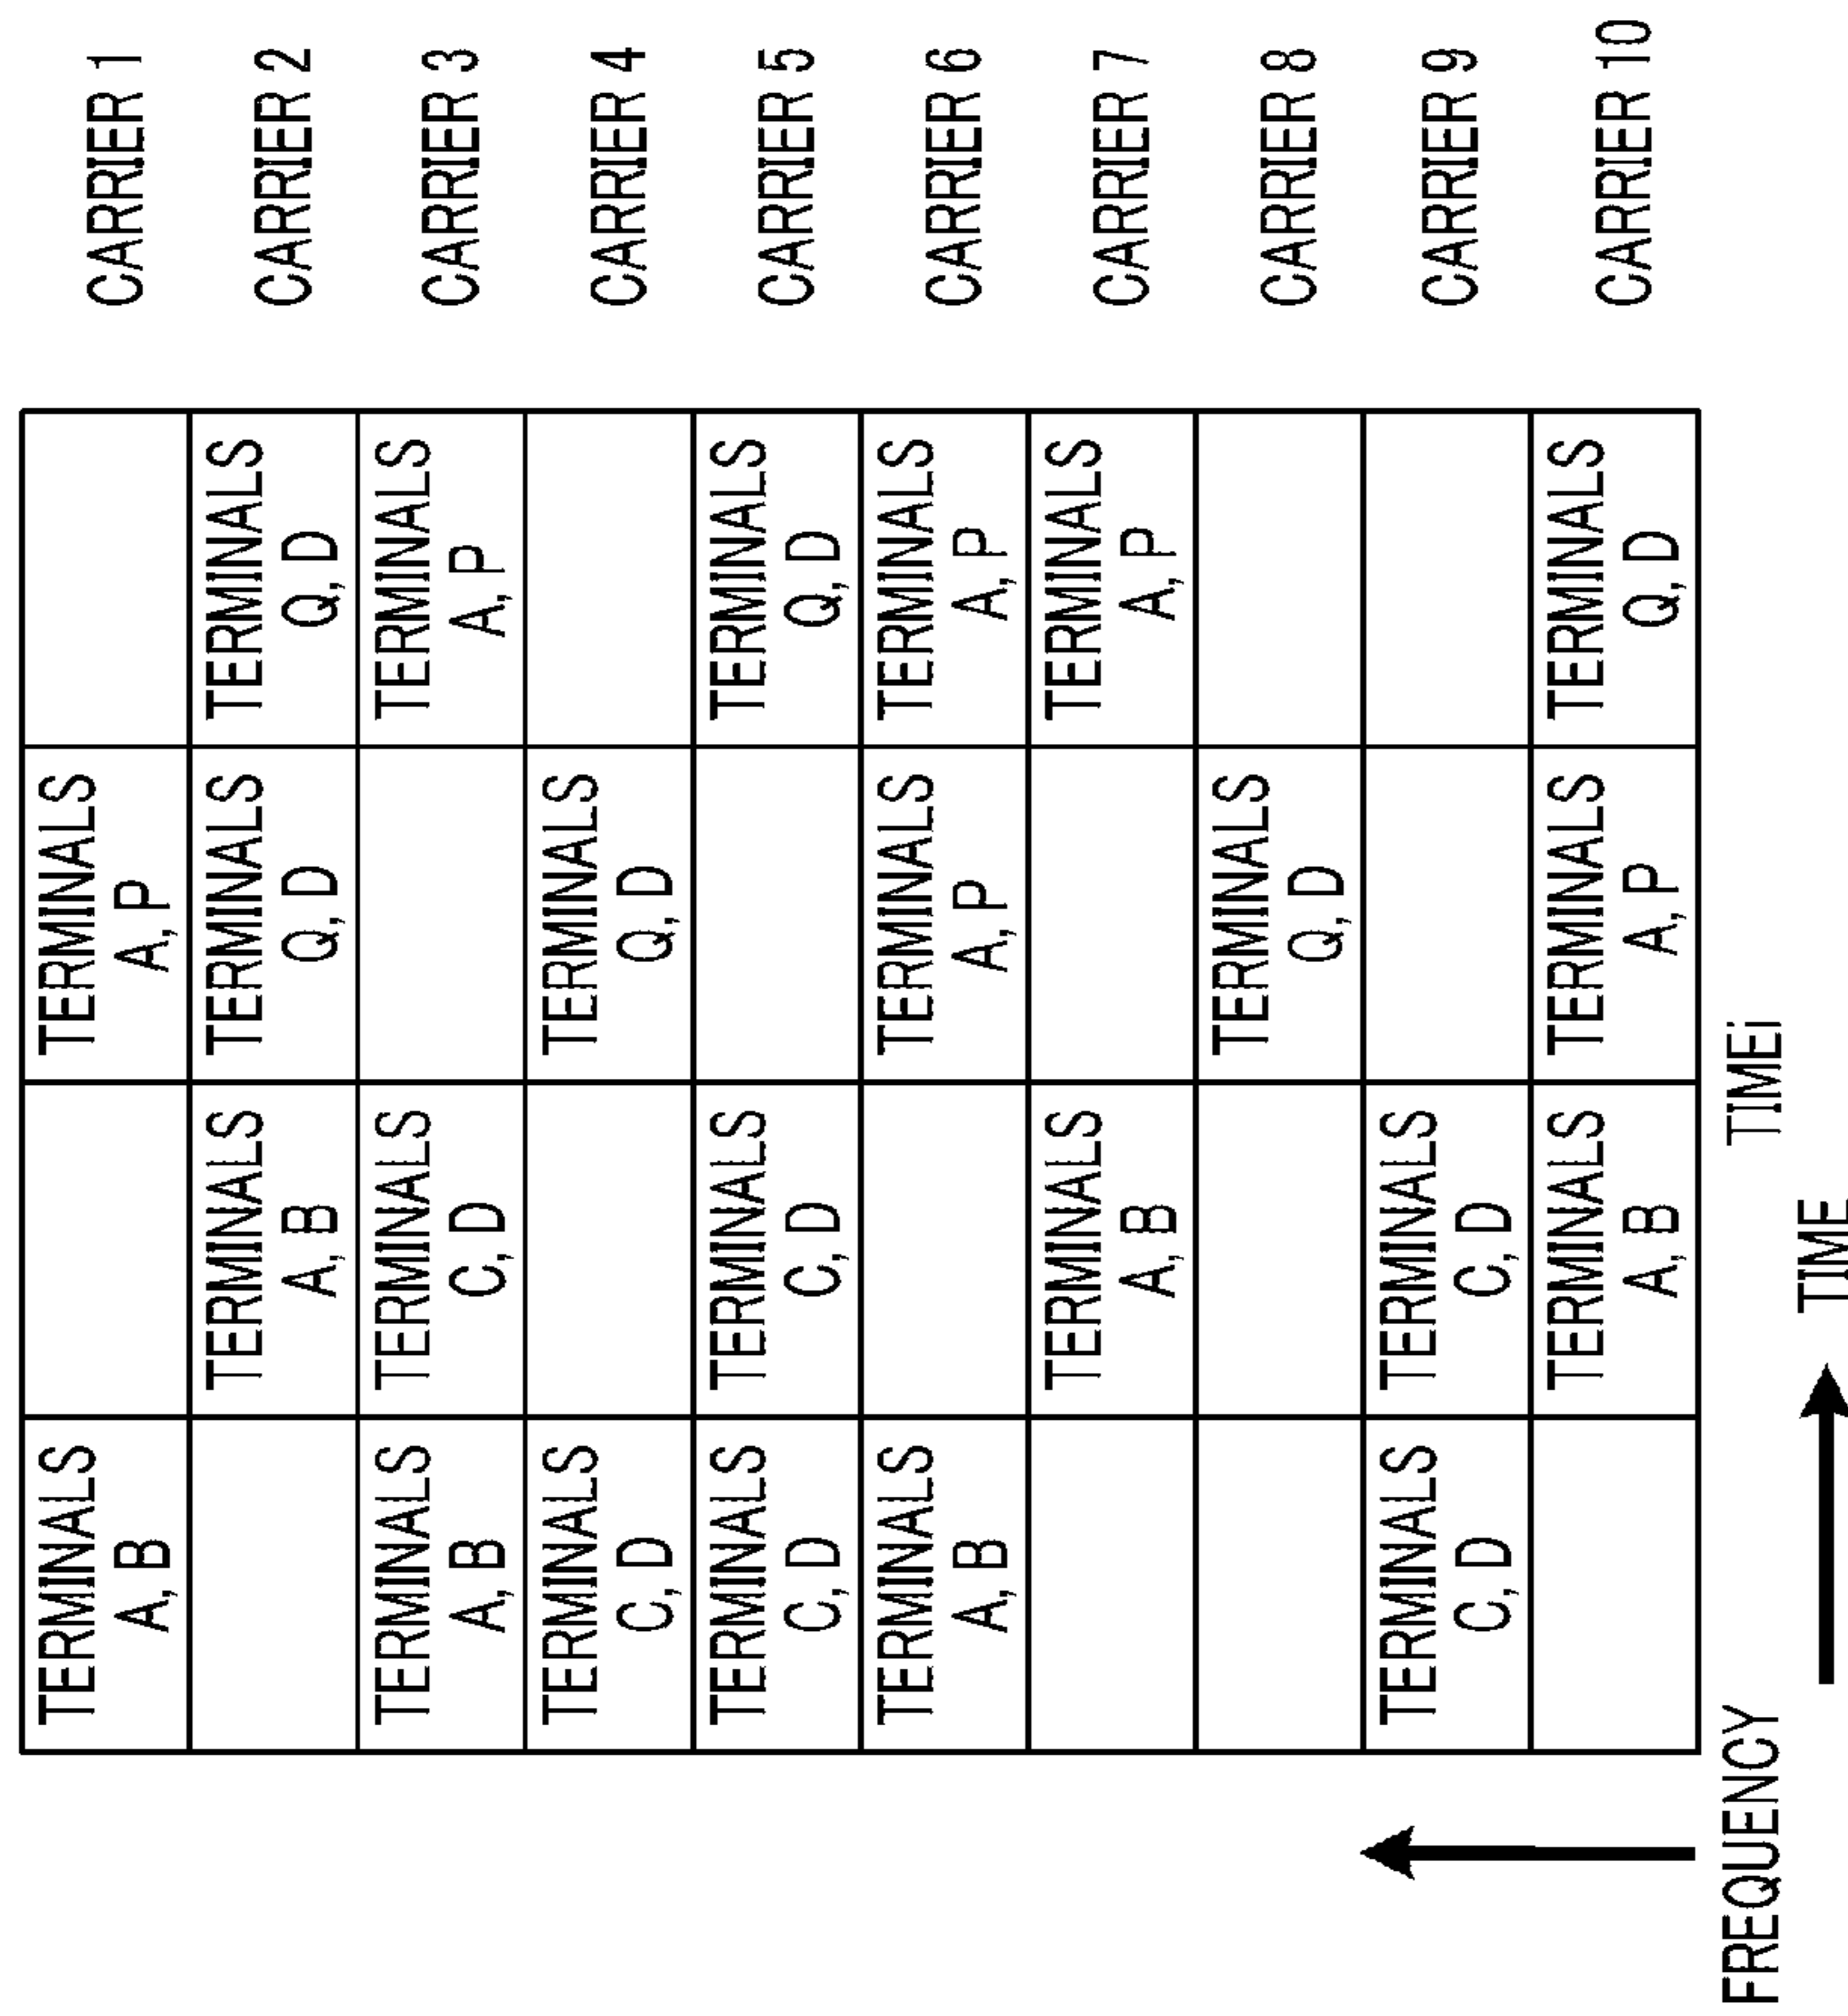 TERMINALS
A,B
TERMINALS
A,P
CARRIER 1
TERMINALS
A,B
TERMINALS
Q,D
TERMINALS
Q,D
CARRIER 2
TERMINALS
A,B
TERMINALS
C,D
TERMINALS
A,P
CARRIER 3
TERMINALS
C,D
TERMINALS
Q,D
CARRIER 4
TERMINALS
C,D
TERMINALS
C,D
TERMINALS
Q,D
CARRIER 5
TERMINALS
A,B
TERMINALS
A,P
TERMINALS
A,P
CARRIER 6
TERMINALS
A,B
TERMINALS
A,P
CARRIER 7
TERMINALS
Q,D
CARRIER 8
TERMINALS
C,D
TERMINALS
C,D
CARRIER 9
TERMINALS
A,B
TERMINALS
A,P
TERMINALS
Q,D
CARRIER 10
FREQUENCY
TIMEi
TIME